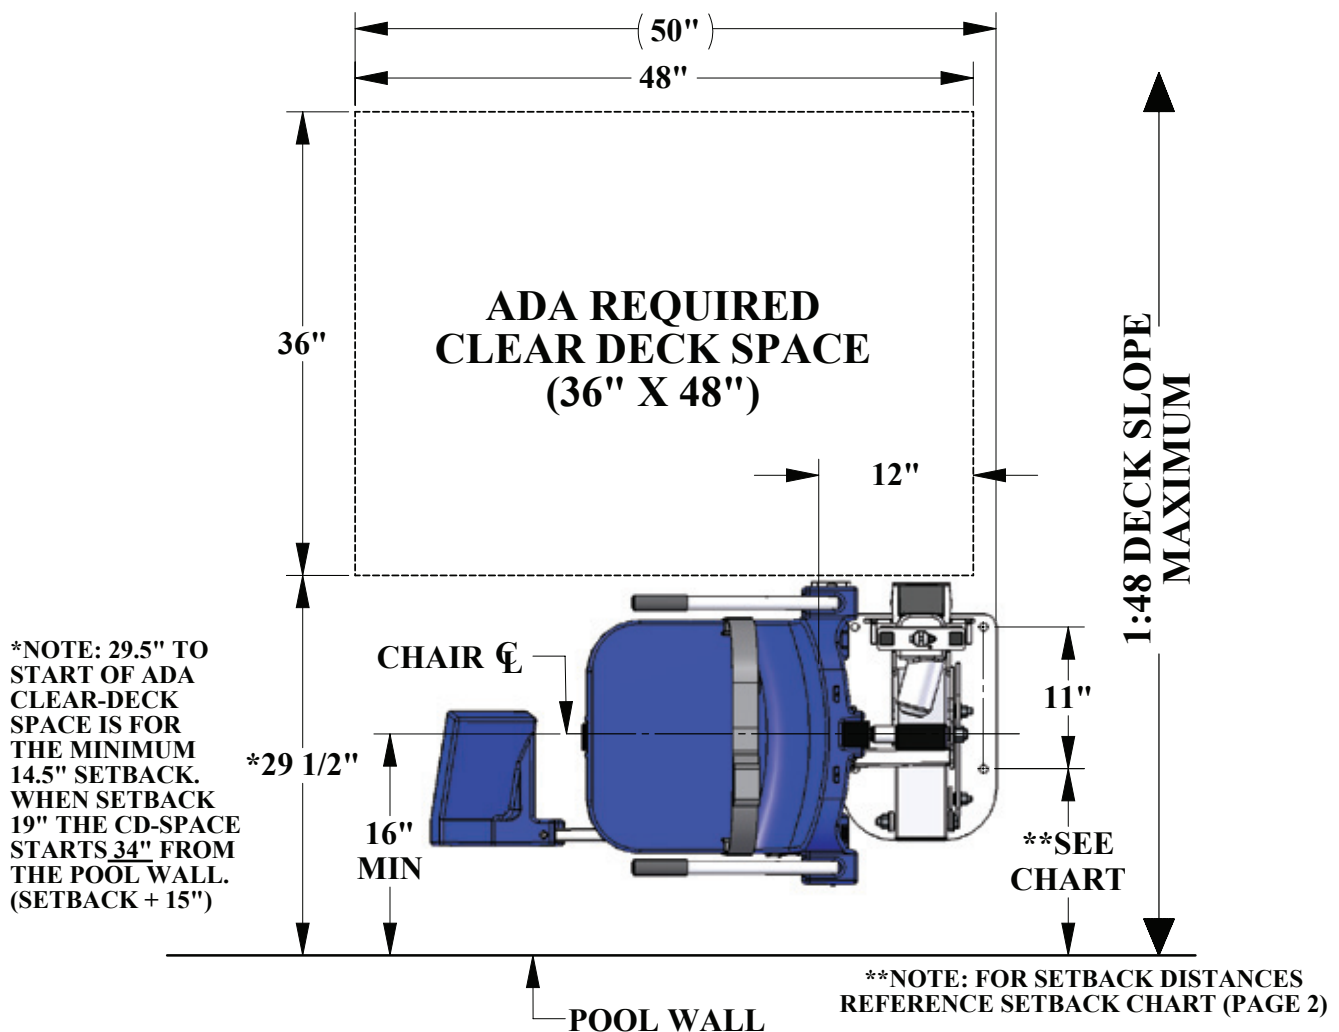 (50")
48"
36"
ADA REQUIRED
CLEAR DECK SPACE
(36" X 48")
12"
1:48 DECK SLOPE
MAXIMUM
*NOTE: 29.5" TO
START OF ADA
CLEAR-DECK
SPACE IS FOR
THE MINIMUM
14.5" SETBACK.
WHEN SETBACK
19" THE CD-SPACE
STARTS 34" FROM
THE POOL WALL.
(SETBACK + 15")
*29 1/2"
CHAIR ℄
16"
MIN
11"
**SEE
CHART
**NOTE: FOR SETBACK DISTANCES
REFERENCE SETBACK CHART (PAGE 2)
POOL WALL